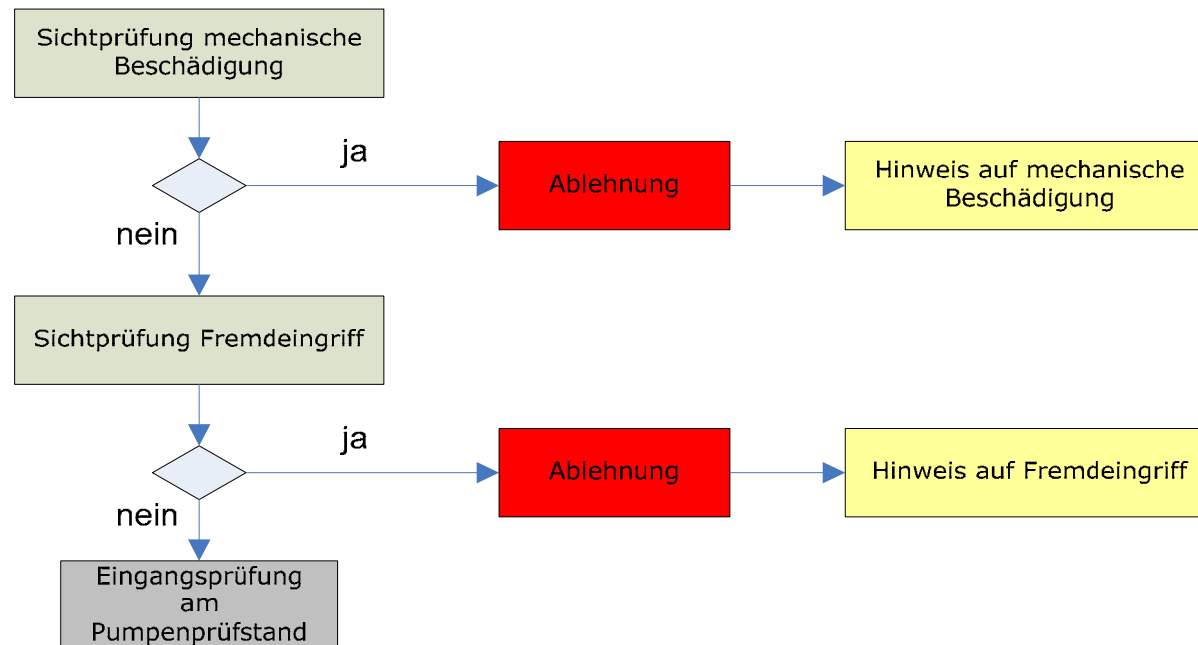 Sichtprüfung mechanische
Beschädigung
ja
Ablehnung
Hinweis auf mechanische
Beschädigung
nein
Sichtprüfung Fremdeingriff
ja
Ablehnung
Hinweis auf Fremdeingriff
nein
Eingangsprüfung
am
Pumpenprüfstand